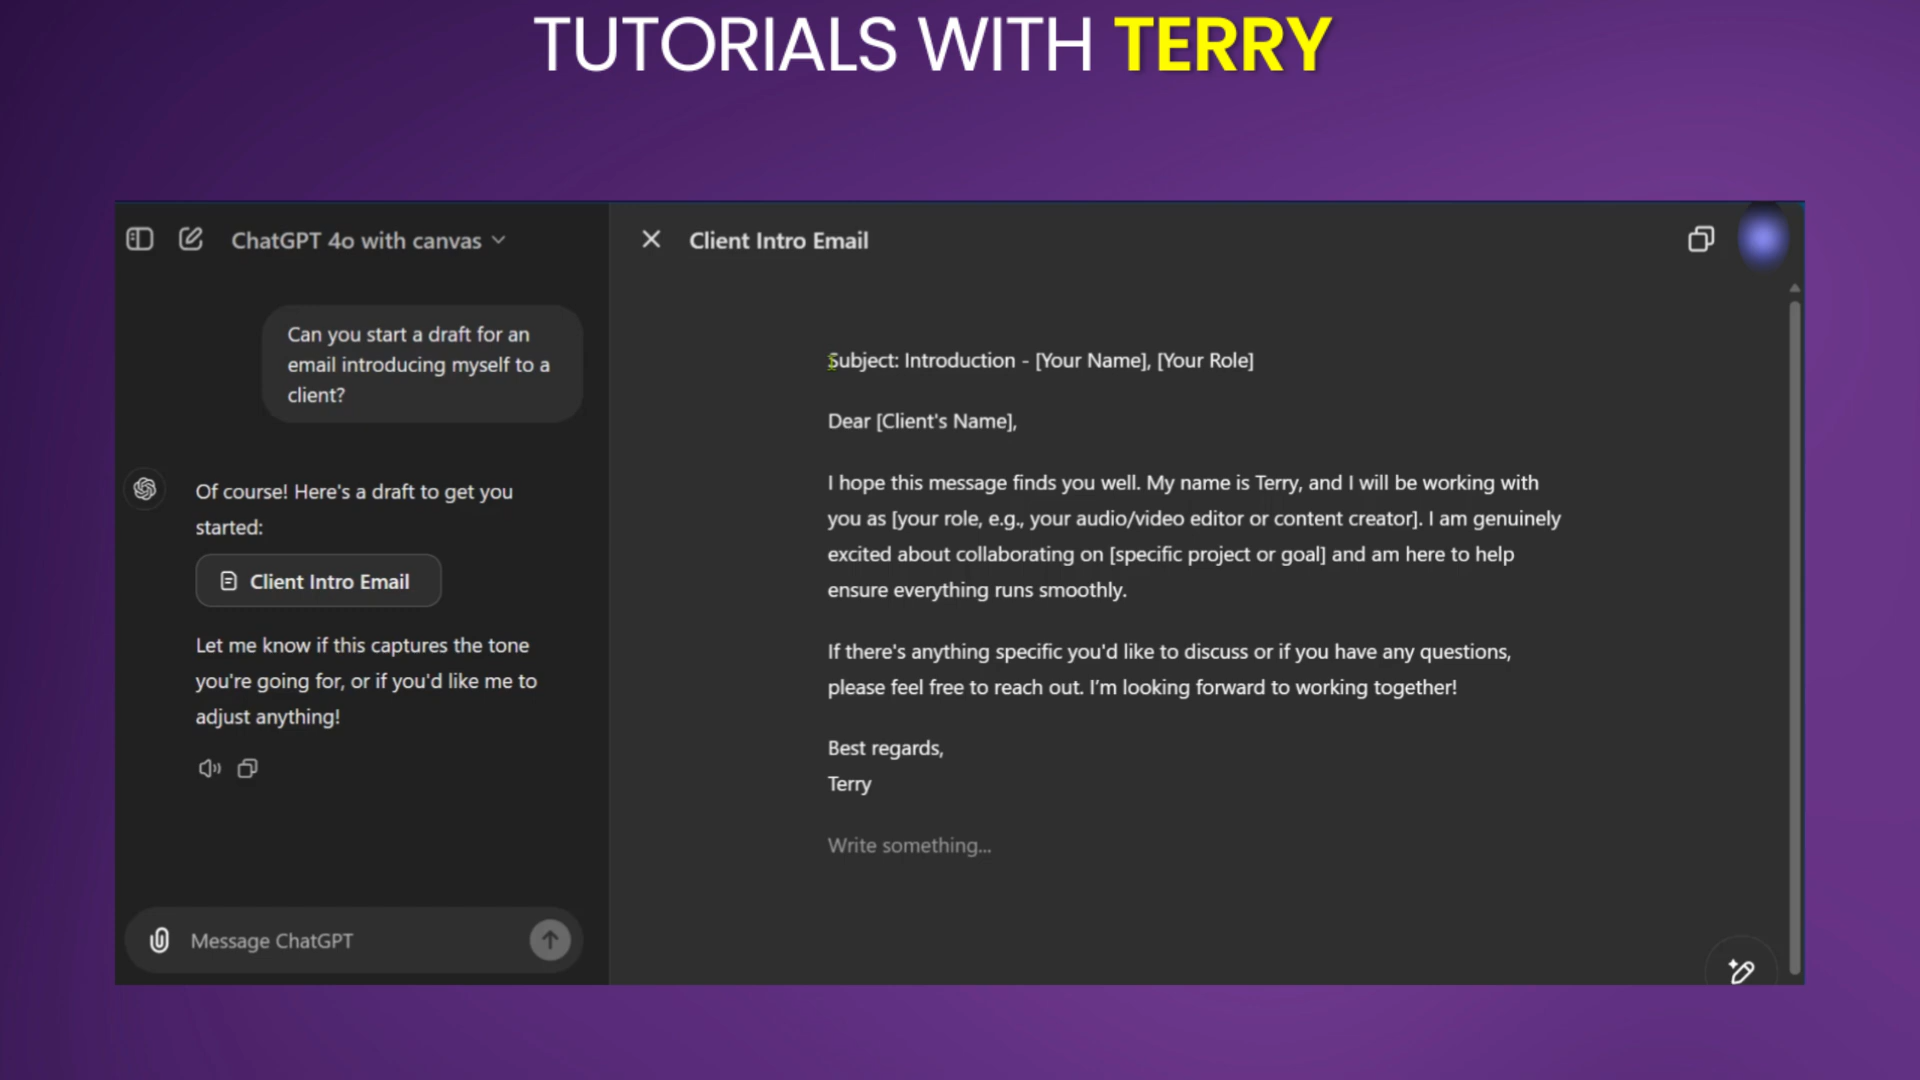 TUTORIALS WITH TERRY
ChatGPT 4o with canvas
Can you start a draft for an
email introducing myself to a
client?
Of course! Here's a draft to get you
started:
Client Intro Email
Let me know if this captures the tone
you're going for, or if you'd like me to
adjust anything!
Message ChatGPT
Client Intro Email
Subject: Introduction - [Your Name], [Your Role]
Dear [Client's Name],
I hope this message finds you well. My name is Terry, and I will be working with
you as [your role, e.g., your audio/video editor or content creator]. I am genuinely
excited about collaborating on [specific project or goal] and am here to help
ensure everything runs smoothly.
If there's anything specific you'd like to discuss or if you have any questions,
please feel free to reach out. I’m looking forward to working together!
Best regards,
Terry
Write something...